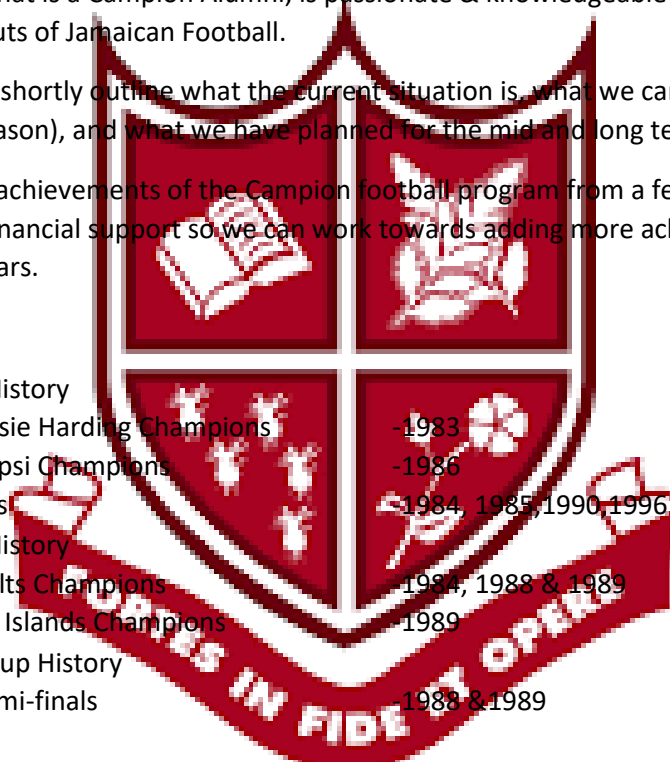 hat is a Campion Alumni, is passionate & knowledgeable
uts of Jamaican Football.
shortly outline what the current situation is, what we ca
ason), and what we have planned for the mid and long te
achievements of the Campion football program from a fe
nancial support so we can work towards adding more ac
ars.
History
sie Harding Champions -1983
psi Champions -1986
s -1984, 1985,1990,1996
History
lts Champions -1984, 1988 & 1989
Islands Champions -1989
up History
mi-finals -1988 &1989
FORTES IN FIDE ET OPERE